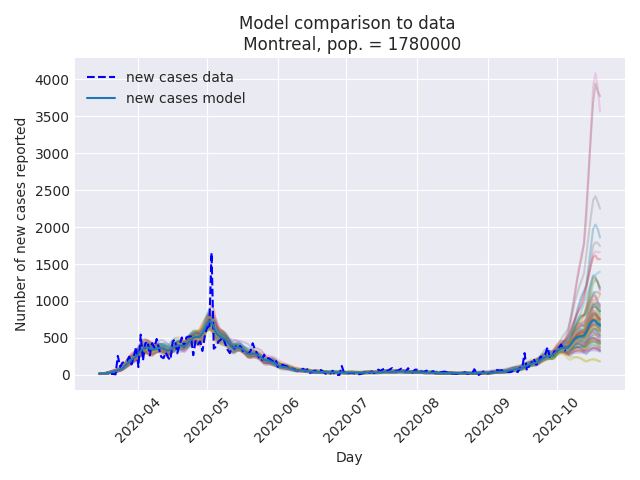 Model comparison to data
Montreal, pop. = 1780000
new cases data
new cases model
Number of new cases reported
4000
3500
3000
2500
2000
1500
1000
500
0
2020-04
2020-05
2020-06
2020-07
2020-08
2020-09
2020-10
Day